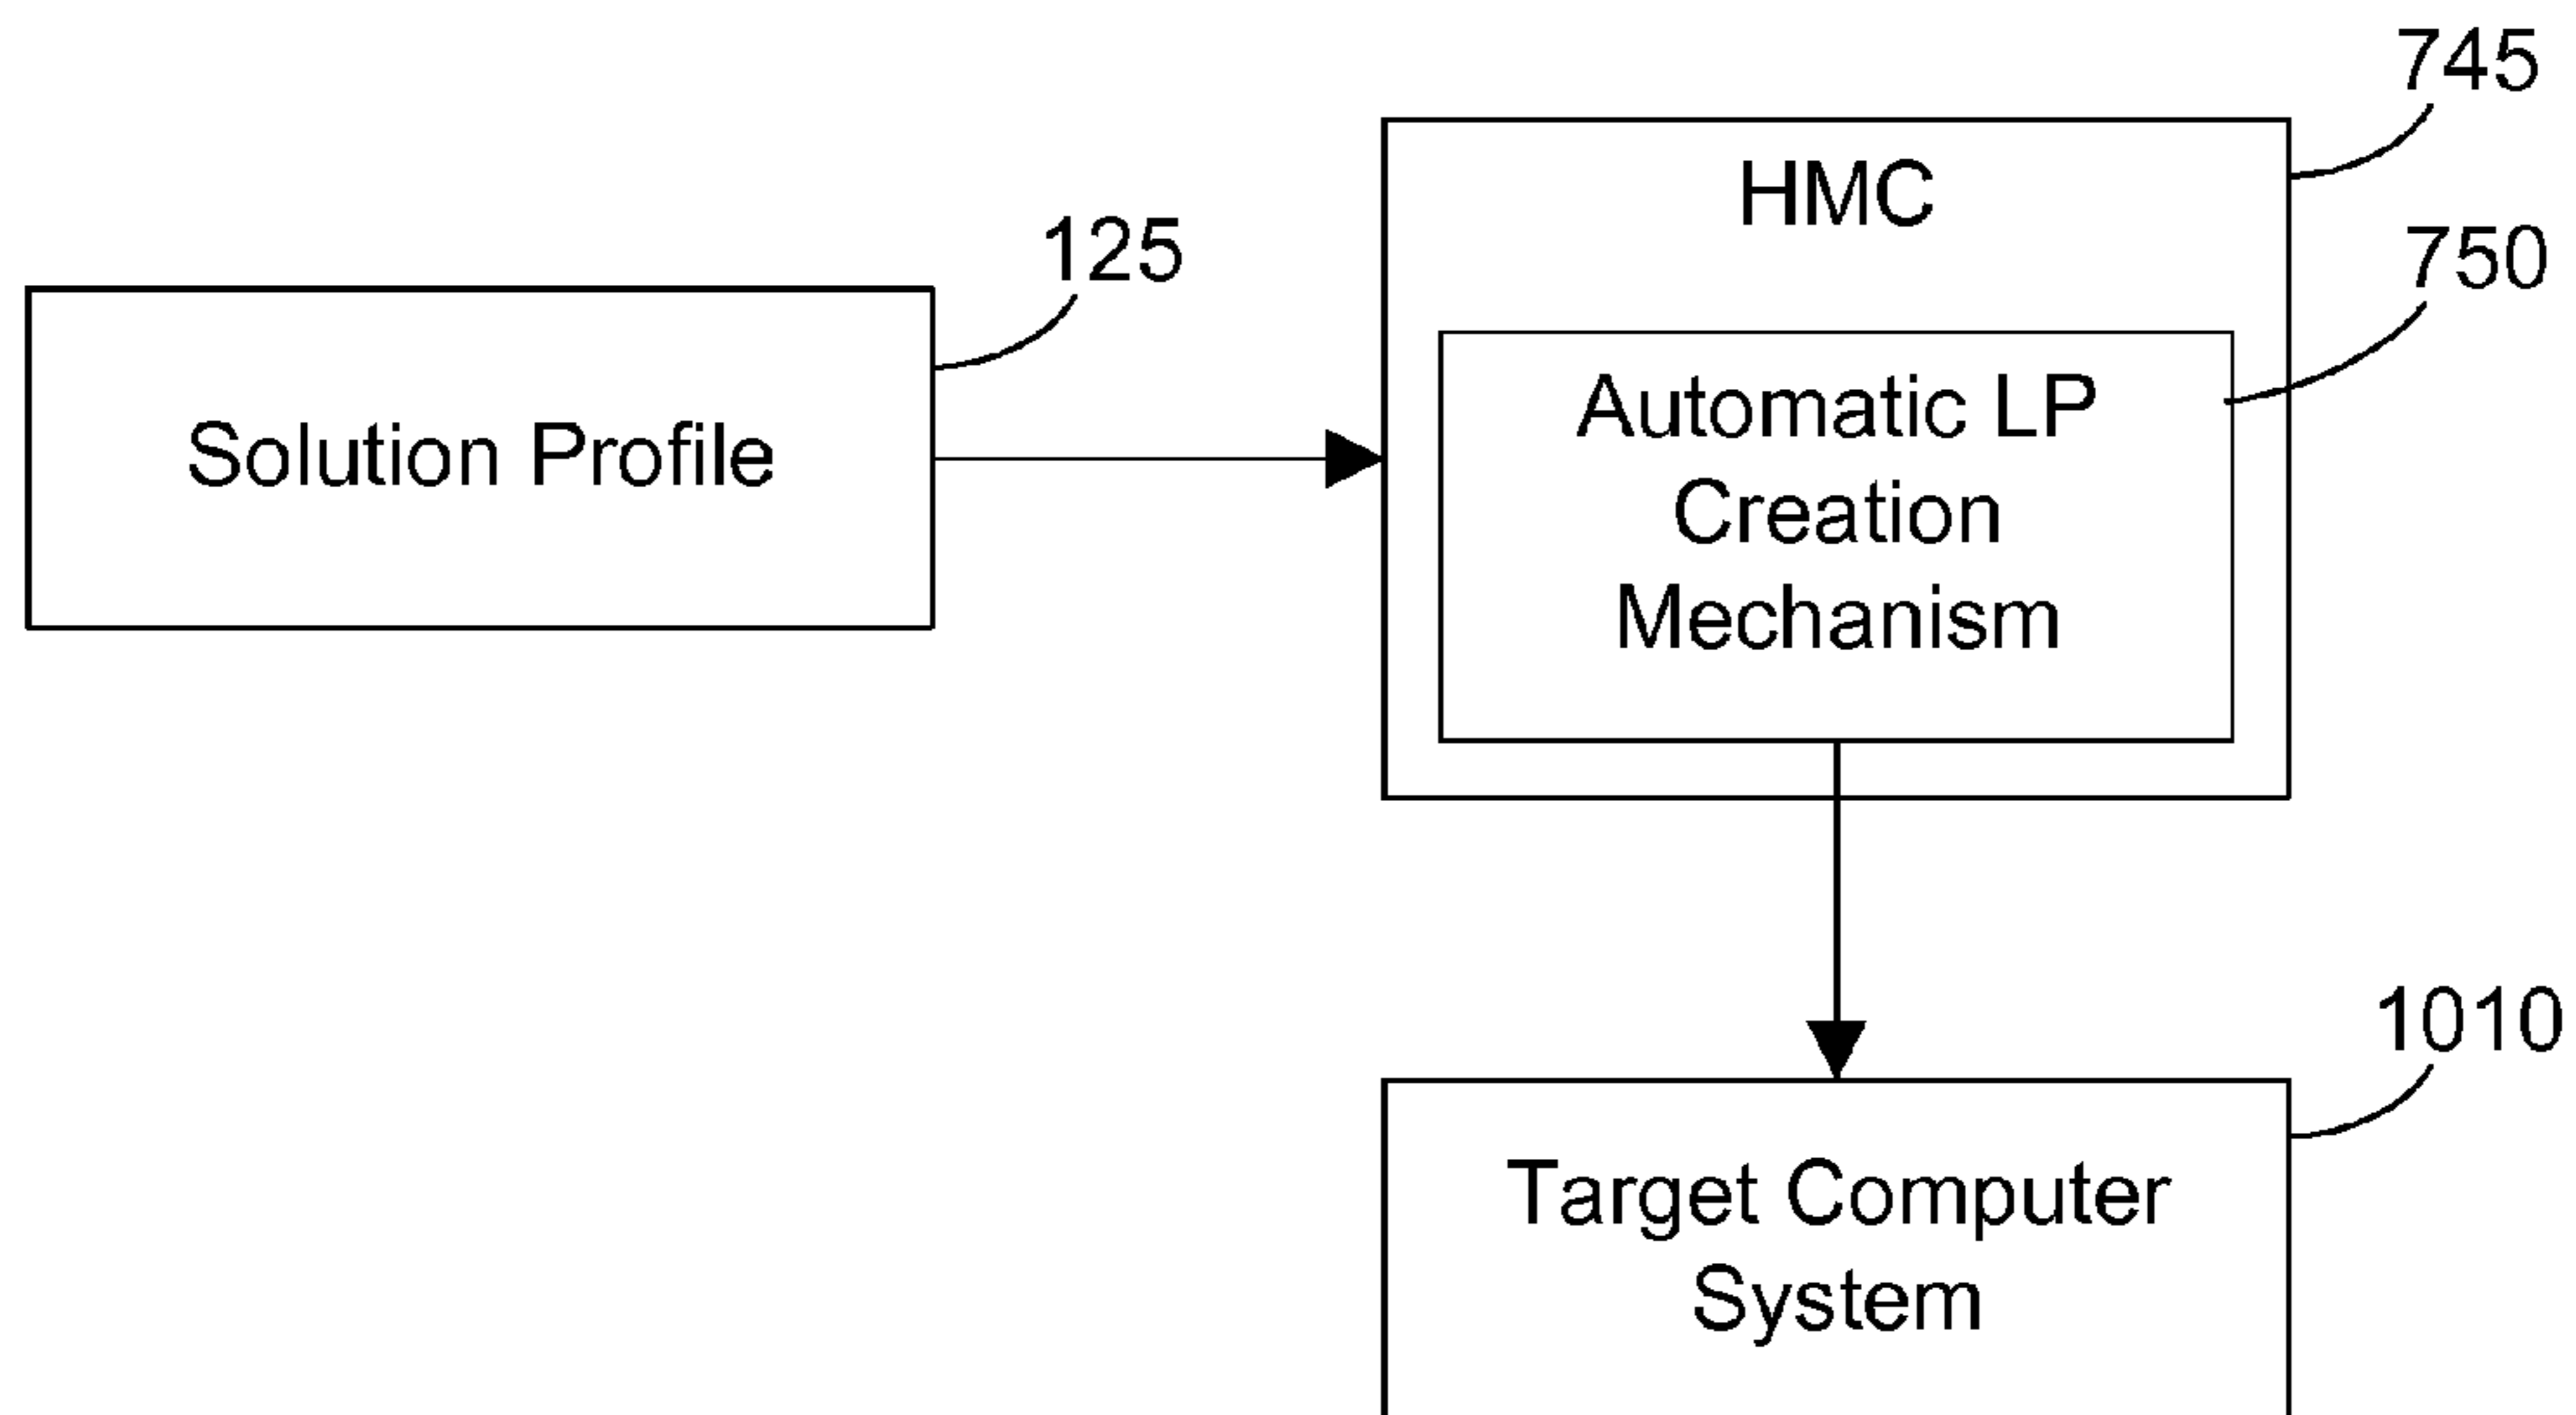 745
HMC
125
750
Solution Profile
Automatic LP
Creation
Mechanism
1010
Target Computer
System